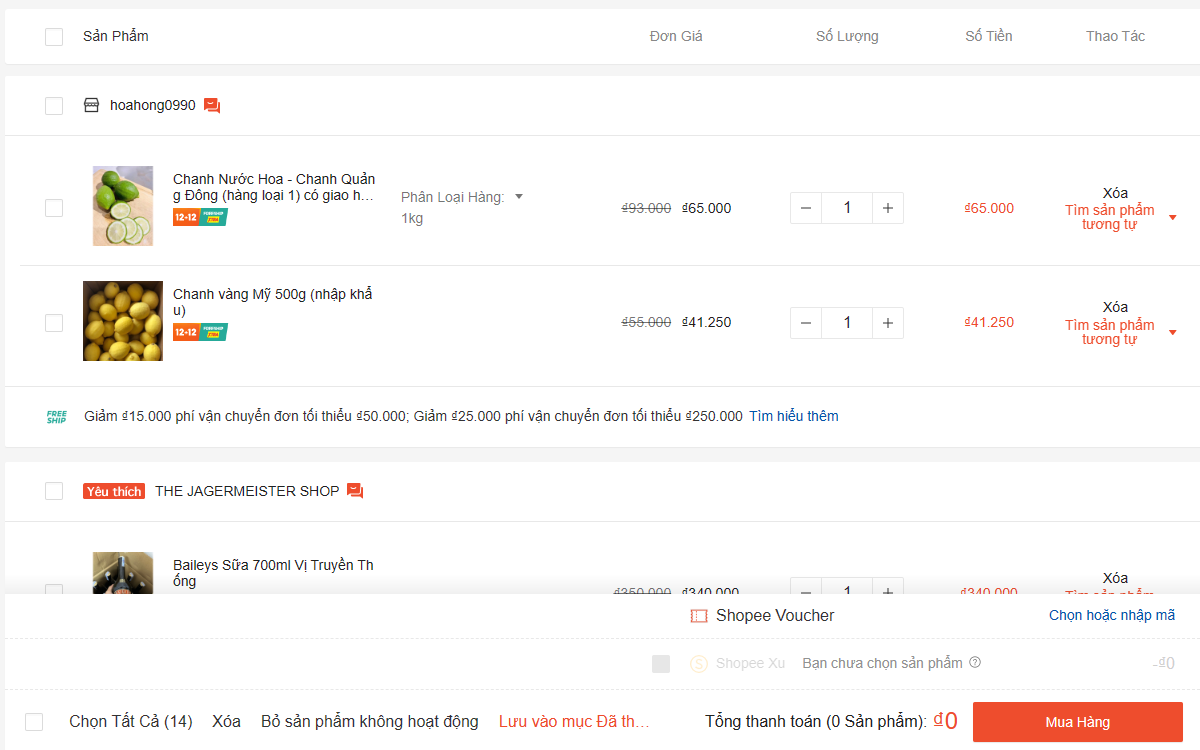 Sản Phẩm Đơn Giá Số Lượng Số Tiền Thao Tác
hoahong0990
Chanh Nước Hoa - Chanh Quản
g Đông (hàng loại 1) có giao h...
12-12
Phân Loại Hàng:
1kg
₫93.000 ₫65.000 1 ₫65.000
Xóa
Tìm sản phẩm
tương tự
Chanh vàng Mỹ 500g (nhập khẩ
u)
12-12
₫55.000 ₫41.250 1 ₫41.250
Xóa
Tìm sản phẩm
tương tự
FREE
SHIP
Giảm ₫15.000 phí vận chuyển đơn tối thiểu ₫50.000; Giảm ₫25.000 phí vận chuyển đơn tối thiểu ₫250.000 Tìm hiểu thêm
Yêu thích THE JAGERMEISTER SHOP
Baileys Sữa 700ml Vị Truyền Th
ống
₫350.000 ₫340.000 1 ₫340.000
Xóa
Tìm sản phẩm
Shopee Voucher Chọn hoặc nhập mã
Shopee Xu Bạn chưa chọn sản phẩm -₫0
Chọn Tất Cả (14) Xóa Bỏ sản phẩm không hoạt động Lưu vào mục Đã th... Tổng thanh toán (0 Sản phẩm): ₫0 Mua Hàng